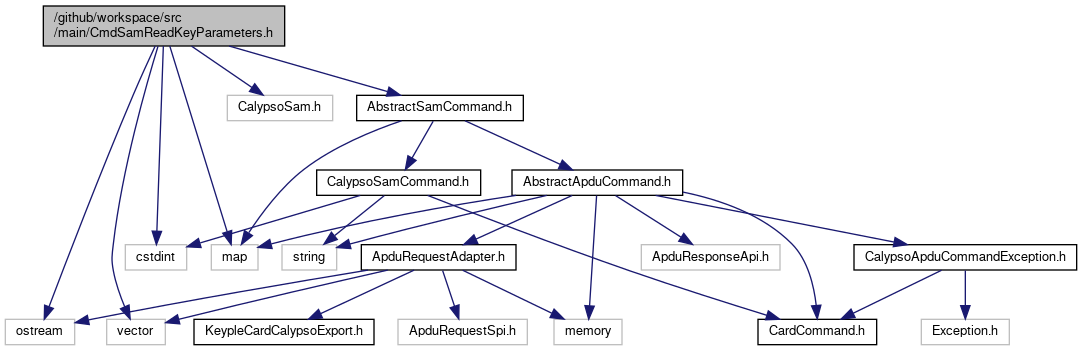 /github/workspace/src
/main/CmdSamReadKeyParameters.h
CalypsoSam.h
AbstractSamCommand.h
CalypsoSamCommand.h
AbstractApduCommand.h
cstdint
map
string
ApduRequestAdapter.h
ApduResponseApi.h
CalypsoApduCommandException.h
ostream
vector
KeypleCardCalypsoExport.h
ApduRequestSpi.h
memory
CardCommand.h
Exception.h